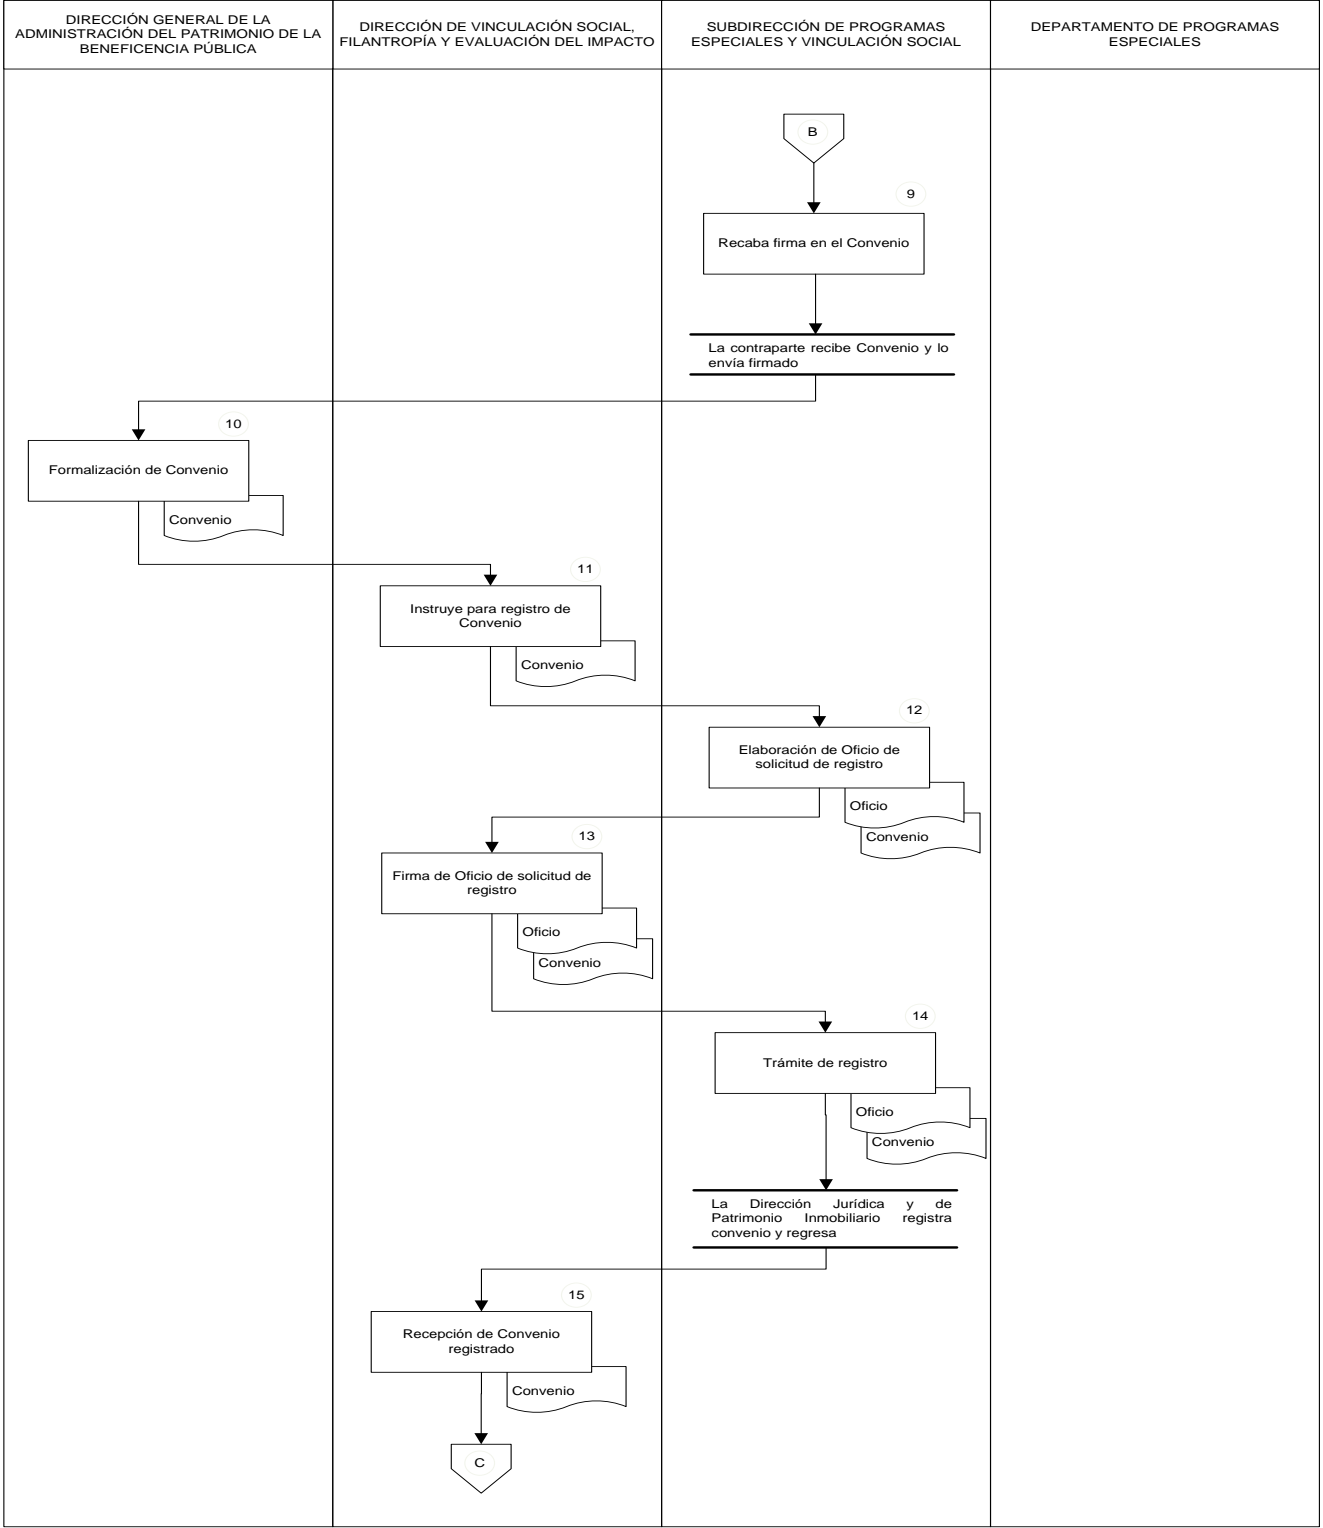 DIRECCIÓN GENERAL DE LA
ADMINISTRACIÓN DEL PATRIMONIO DE LA
BENEFICENCIA PÚBLICA
DIRECCIÓN DE VINCULACIÓN SOCIAL,
FILANTROPÍA Y EVALUACIÓN DEL IMPACTO
SUBDIRECCIÓN DE PROGRAMAS
ESPECIALES Y VINCULACIÓN SOCIAL
DEPARTAMENTO DE PROGRAMAS
ESPECIALES
B
9
Recaba firma en el Convenio
La contraparte recibe Convenio y lo
envía firmado
10
Formalización de Convenio
Convenio
11
Instruye para registro de
Convenio
Convenio
12
Elaboración de Oficio de
solicitud de registro
Oficio
Convenio
13
Firma de Oficio de solicitud de
registro
Oficio
Convenio
14
Trámite de registro
Oficio
Convenio
La Dirección Jurídica y de
Patrimonio Inmobiliario registra
convenio y regresa
15
Recepción de Convenio
registrado
Convenio
C